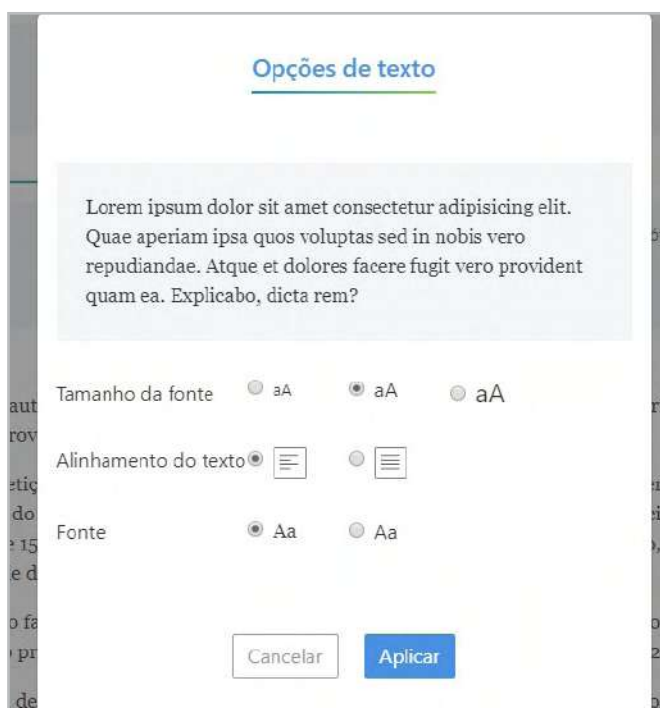 Opções de texto
Lorem ipsum dolor sit amet consectetur adipisicing elit.
Quae aperiam ipsa quos voluptas sed in nobis vero
repudiandae. Atque et dolores facere fugit vero provident
quam ea. Explicabo, dicta rem?
Tamanho da fonte aA aA aA
Alinhamento do texto
Fonte Aa Aa
Cancelar Aplicar